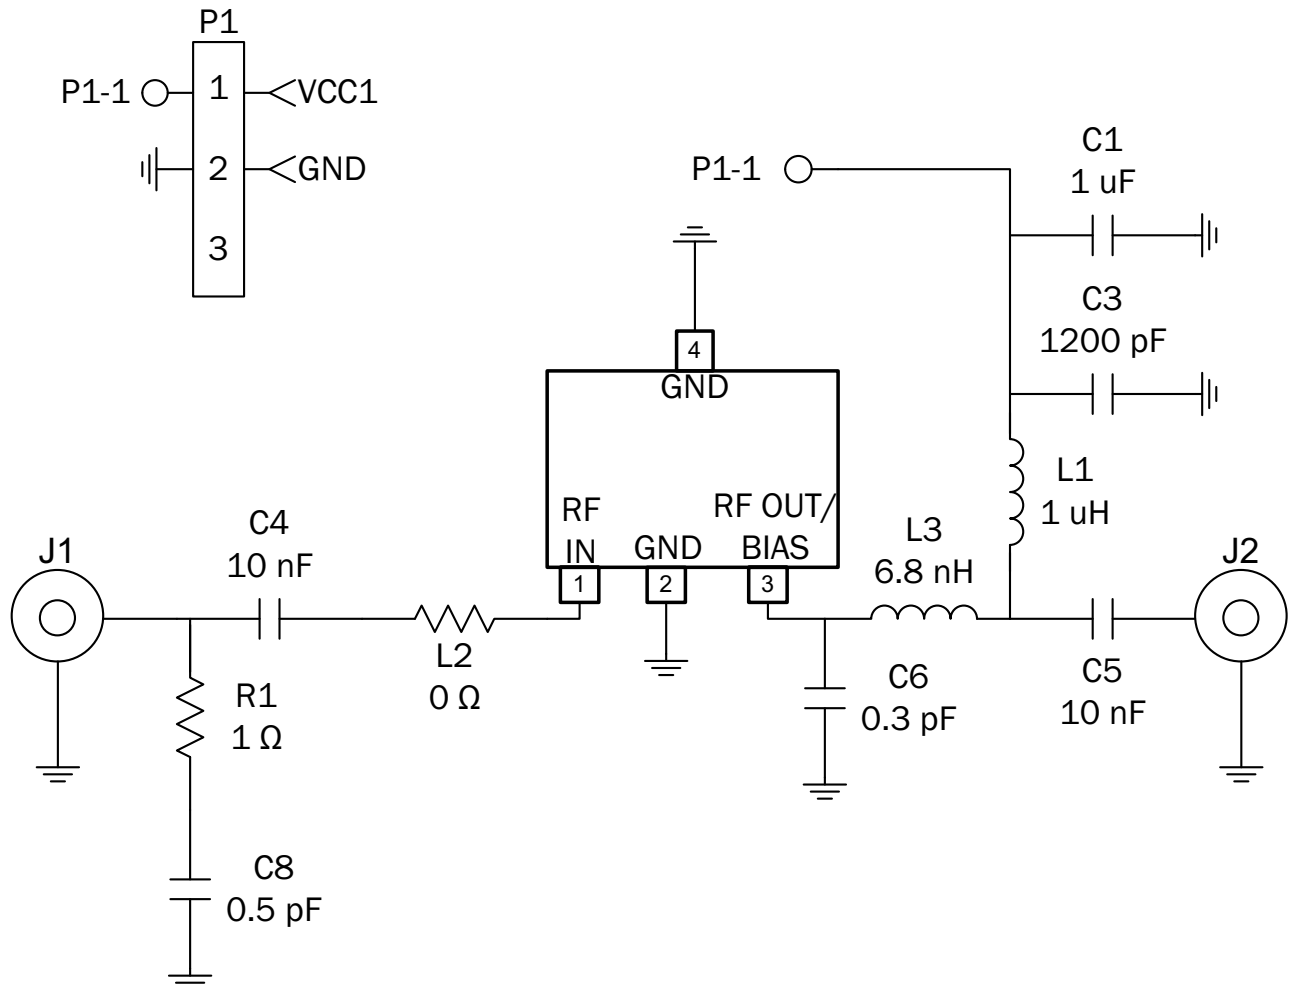 P1
P1-1
1
VCC1
2
GND
3
P1-1
C1
1 uF
C3
1200 pF
4
GND
L1
1 uH
RF
IN
GND
RF OUT/
BIAS
1
2
3
L3
6.8 nH
C4
10 nF
J1
J2
L2
0 Ω
R1
1 Ω
C6
0.3 pF
C5
10 nF
C8
0.5 pF